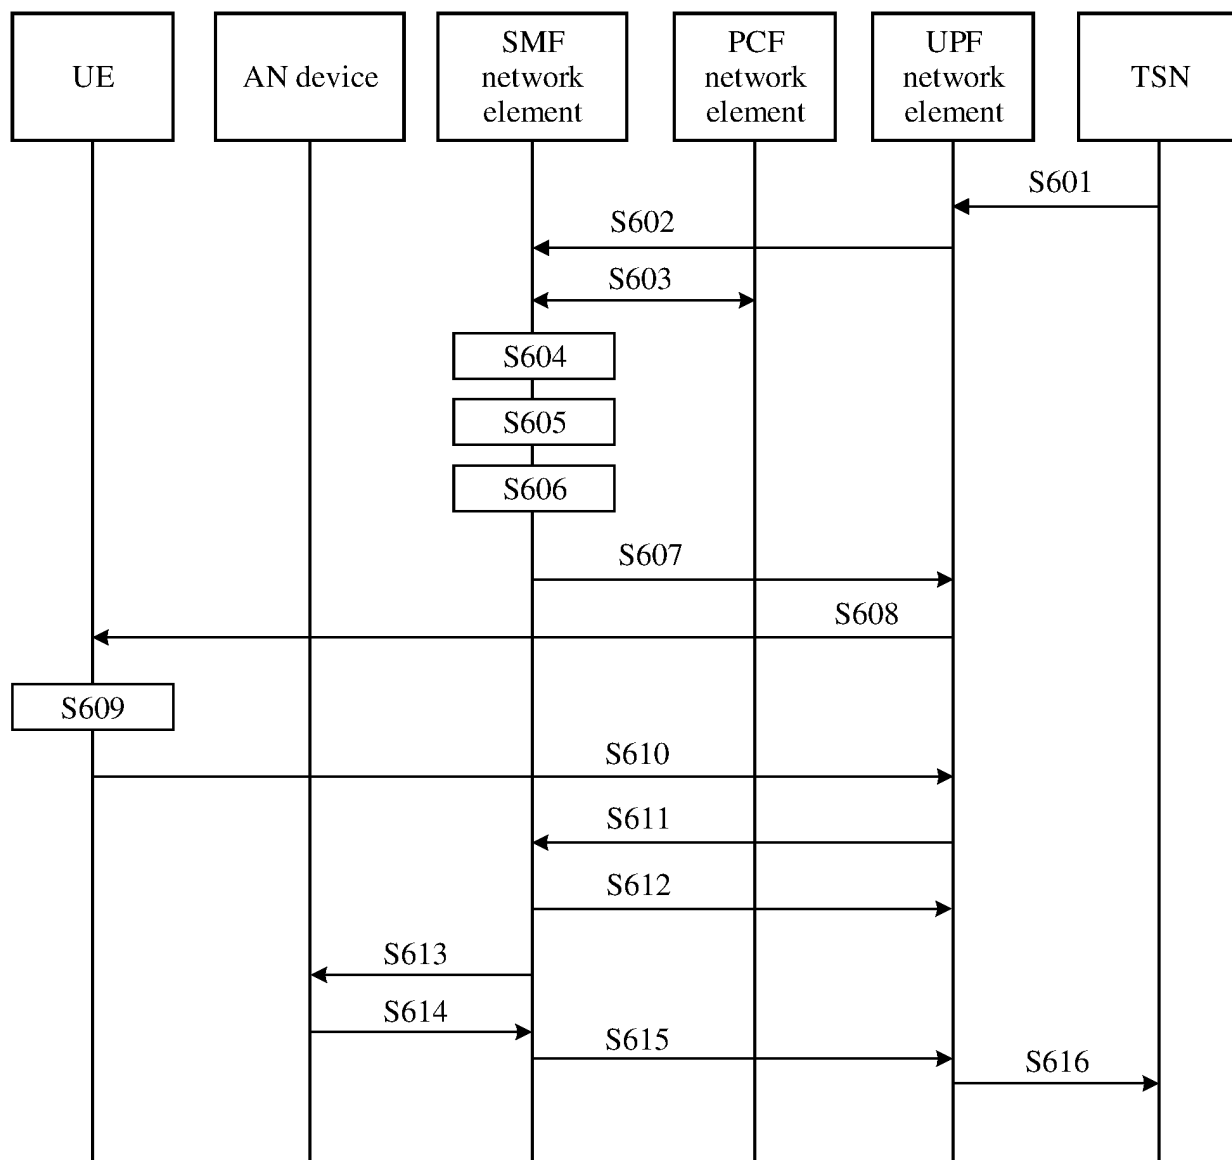 UE
AN device
SMF
network
element
PCF
network
element
UPF
network
element
TSN
S601
S602
S603
S604
S605
S606
S607
S608
S609
S610
S611
S612
S613
S614
S615
S616